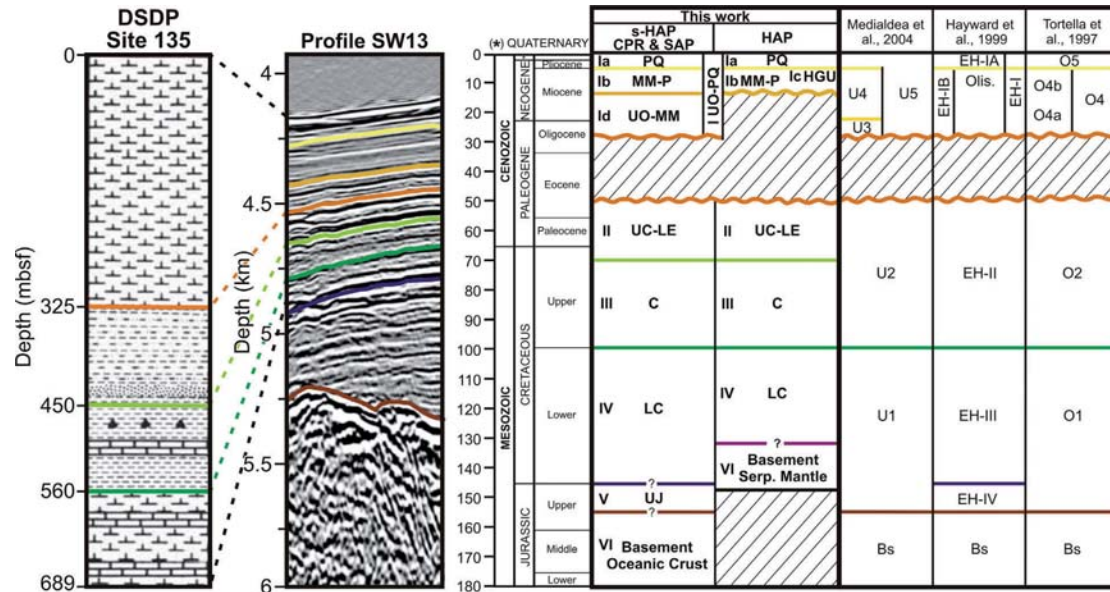 DSDP
Site 135
0
325
450
560
689
Depth (mbsf)
Profile SW13
4
4.5
5
5.5
6
Depth (km)
(*) QUATERNARY
0
10
20
30
40
50
60
70
80
90
100
110
120
130
140
150
160
170
180
CENOZOIC
MESOZOIC
NEOGENE
PALEOGENE
CRETACEOUS
JURASSIC
Pliocene
Miocene
Oligocene
Eocene
Paleocene
Upper
Lower
Upper
Middle
Lower
This work
s-HAP
CPR & SAP
HAP
Ia PQ
Ib MM-P
Id UO-MM
I UO-PQ
Ia PQ
Ib MM-P Ic HGU
II UC-LE
II UC-LE
III C
III C
IV LC
IV LC
?
VI Basement
Serp. Mantle
?
V UJ
?
VI Basement
Oceanic Crust
Medialdea et
al., 2004
U4
U5
U3
U2
U1
Bs
Hayward et
al., 1999
EH-IA
EH-IB
Olis.
EH-I
EH-II
EH-III
EH-IV
Bs
Tortella et
al., 1997
O5
O4b
O4
O4a
O2
O1
Bs